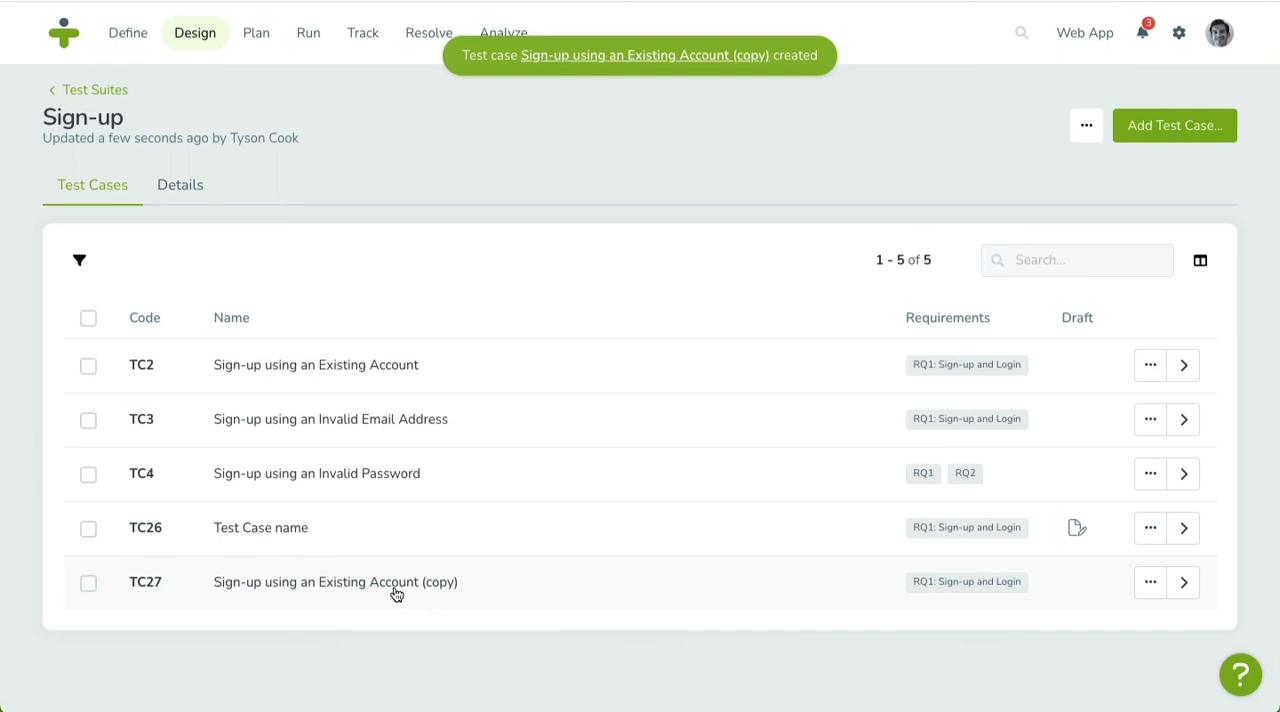 Define Design Plan Run Track Resolve Analyze Web App 3
Test case Sign-up using an Existing Account (copy) created
Test Suites
Sign-up
Updated a few seconds ago by Tyson Cook
Add Test Case...
Test Cases Details
1 - 5 of 5 Search...
Code Name Requirements Draft
TC2 Sign-up using an Existing Account RQ1: Sign-up and Login
TC3 Sign-up using an Invalid Email Address RQ1: Sign-up and Login
TC4 Sign-up using an Invalid Password RQ1 RQ2
TC26 Test Case name RQ1: Sign-up and Login
TC27 Sign-up using an Existing Account (copy) RQ1: Sign-up and Login
?